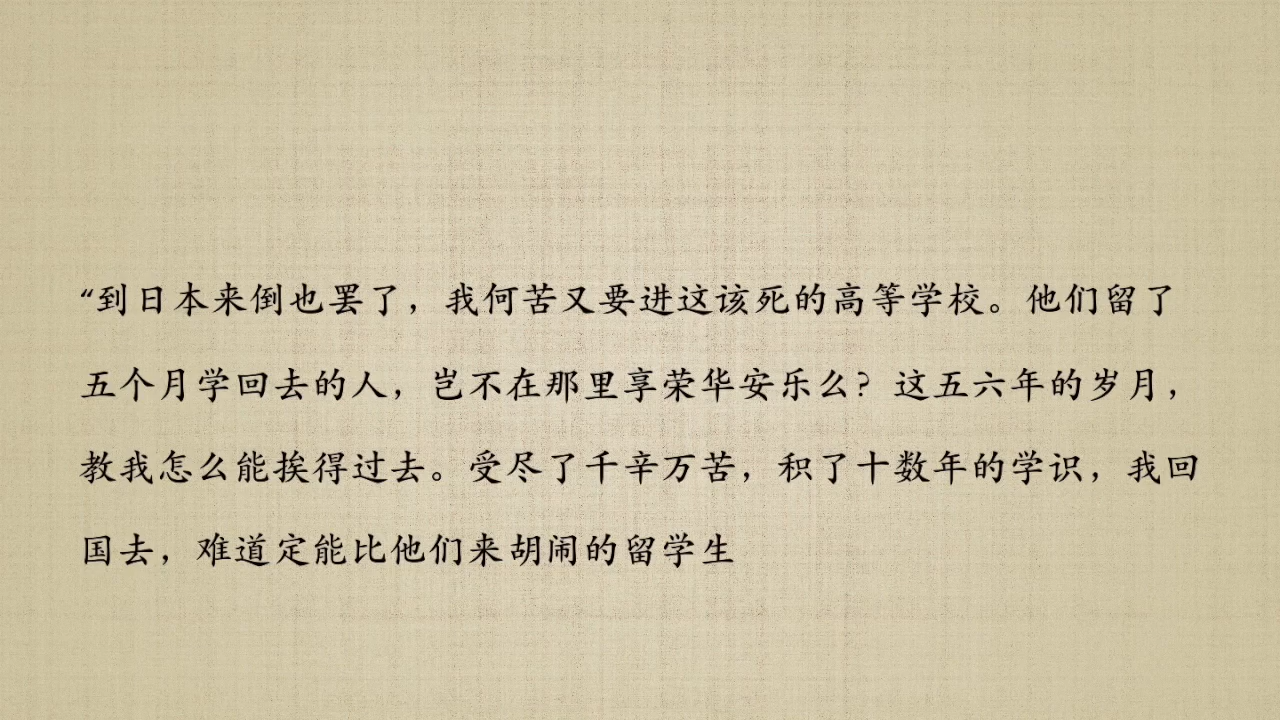 “到日本来倒也罢了，我何苦又要进这该死的高等学校。他们留了
五个月学回去的人，岂不在那里享荣华安乐么？这五六年的岁月，
教我怎么能挨得过去。受尽了千辛万苦，积了十数年的学识，我回
国去，难道定能比他们来胡闹的留学生